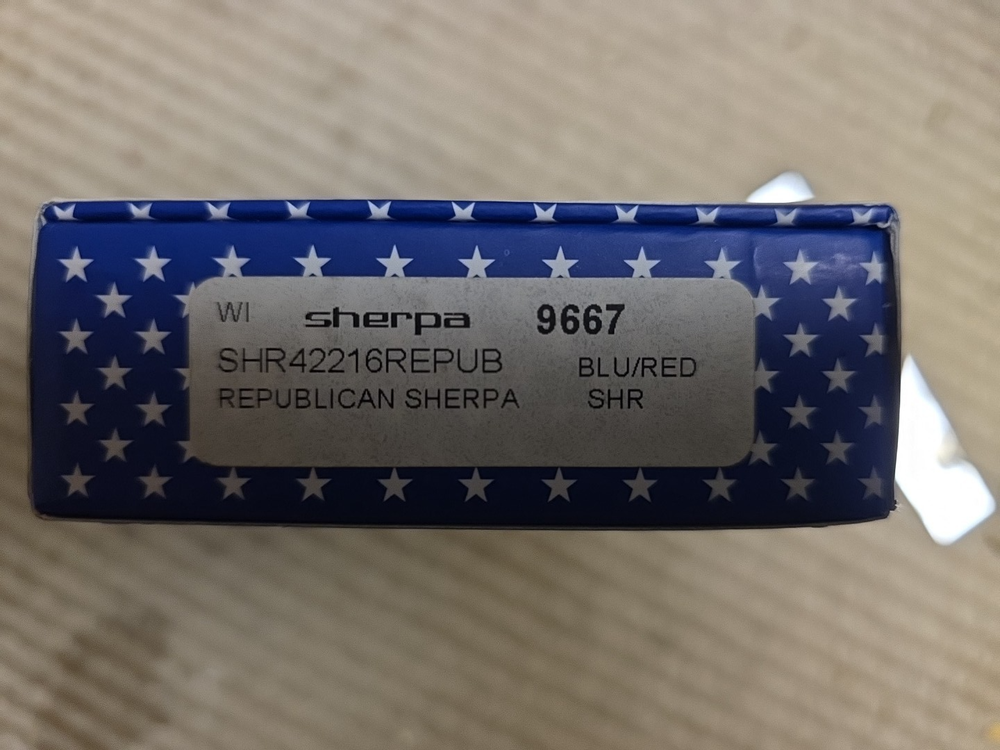 WI sherpa 9667
SHR42216REPUB BLU/RED
REPUBLICAN SHERPA SHR